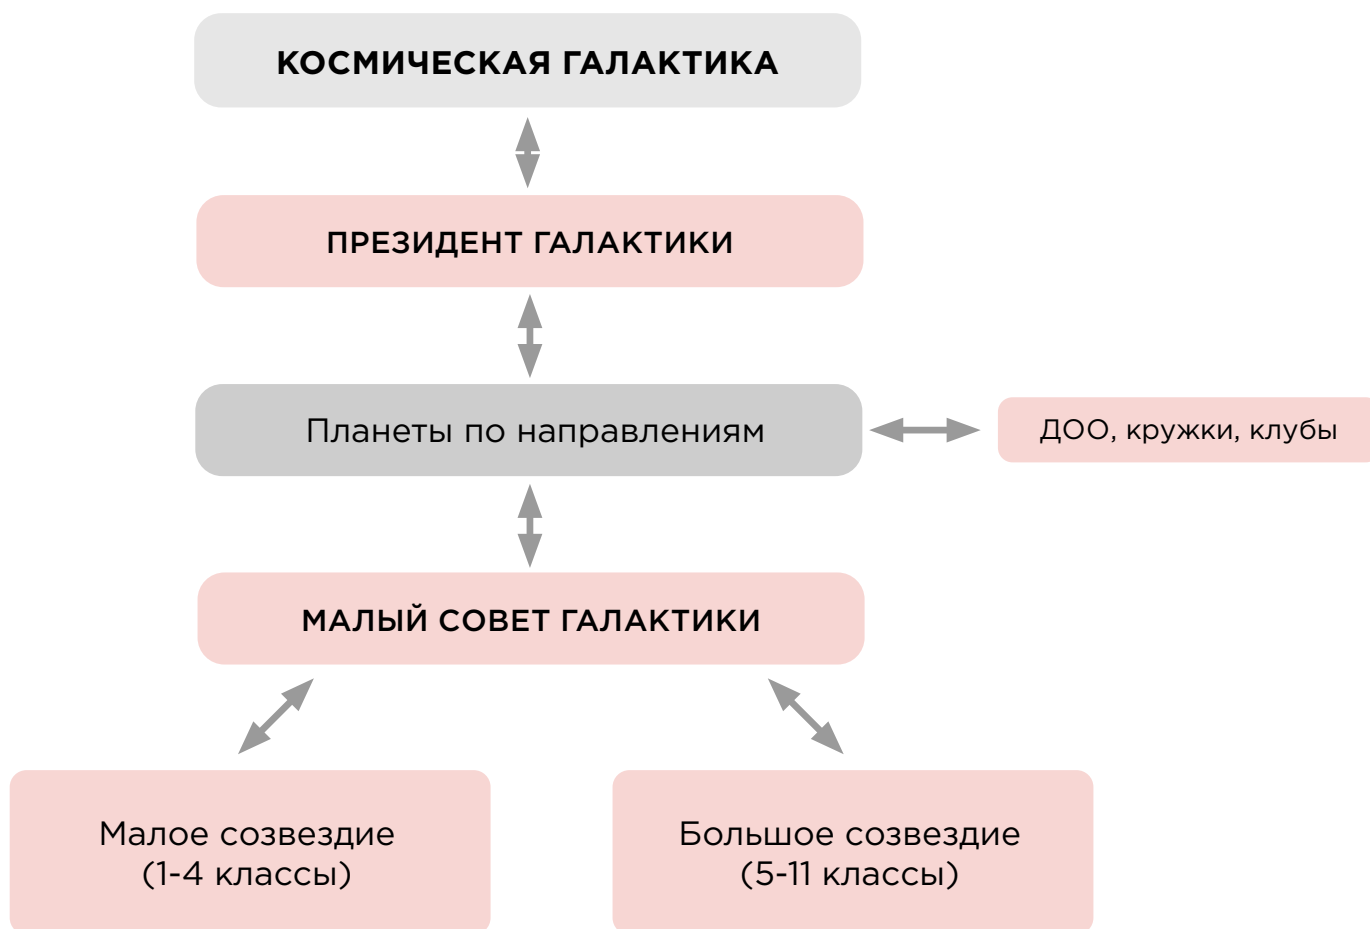 КОСМИЧЕСКАЯ ГАЛАКТИКА
ПРЕЗИДЕНТ ГАЛАКТИКИ
Планеты по направлениям
ДОО, кружки, клубы
МАЛЫЙ СОВЕТ ГАЛАКТИКИ
Малое созвездие
(1-4 классы)
Большое созвездие
(5-11 классы)